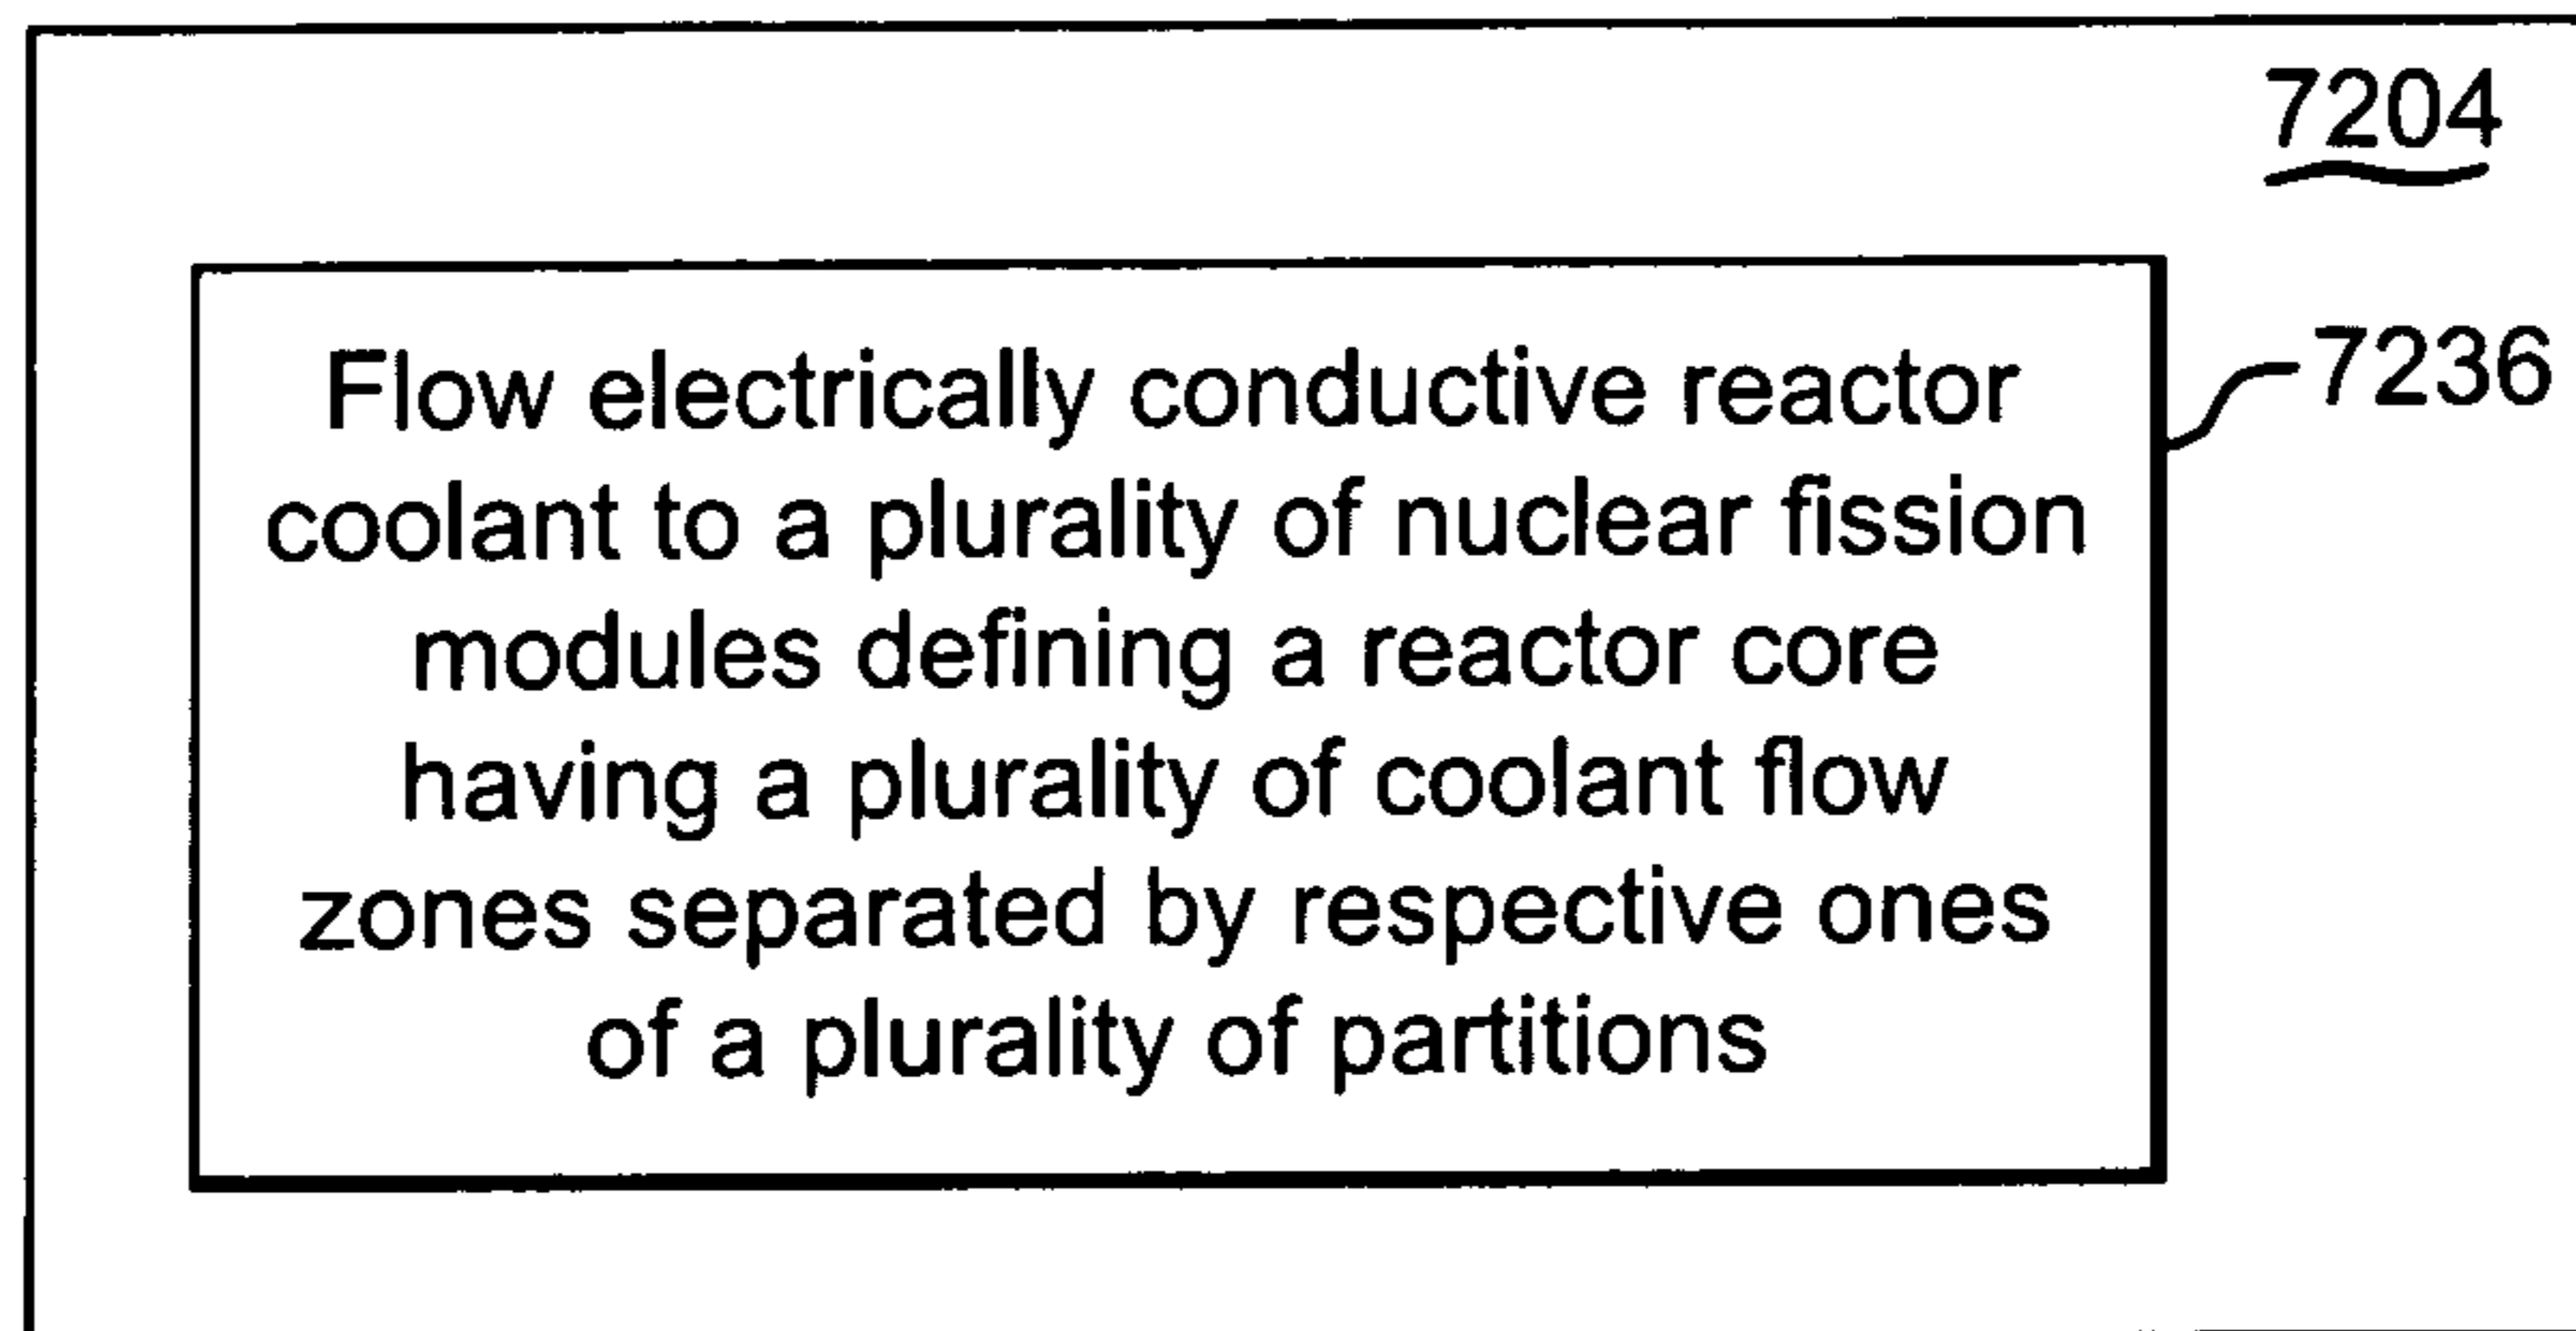 7204
Flow electrically conductive reactor
7236
coolant to a plurality of nuclear fission
modules defining a reactor core
having a plurality of coolant flow
zones separated by respective ones
of a plurality of partitions